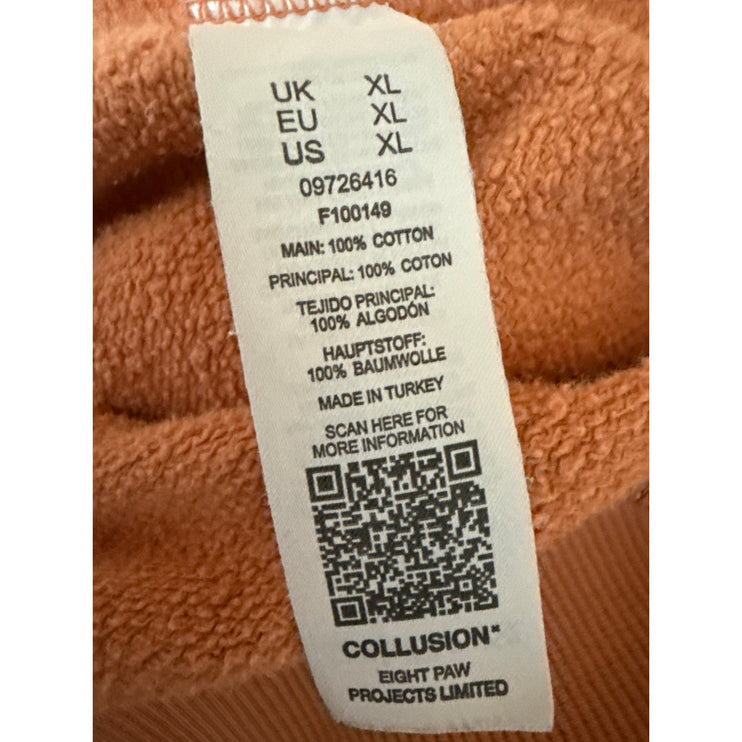 UK XL
EU XL
US XL
09726416
F100149
MAIN: 100% COTTON
PRINCIPAL: 100% COTON
TEJIDO PRINCIPAL:
100% ALGODÓN
HAUPTSTOFF:
100% BAUMWOLLE
MADE IN TURKEY
SCAN HERE FOR
MORE INFORMATION
COLLUSION*
EIGHT PAW
PROJECTS LIMITED